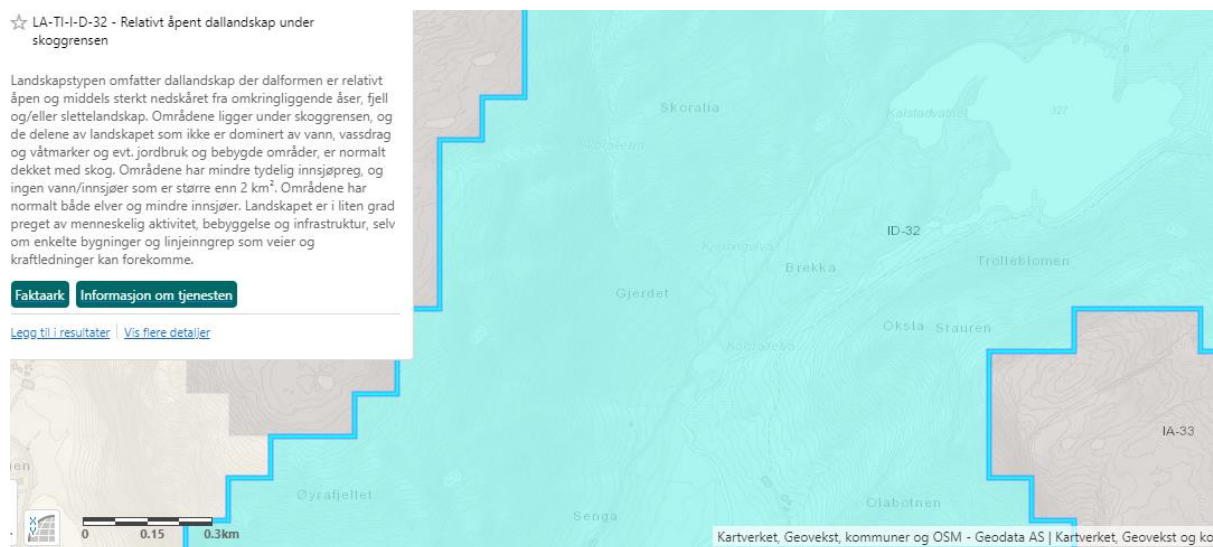 LA-TI-I-D-32 - Relativt åpent dallandskap under
skoggrensen
Landskapstypen omfatter dallandskap der dalformen er relativt
åpen og middels sterkt nedskåret fra omkringliggende åser, fjell
og/eller slettelandskap. Områdene ligger under skoggrensen, og
de delene av landskapet som ikke er dominert av vann, vassdrag
og våtmarker og evt. jordbruk og bebygde områder, er normalt
dekket med skog. Områdene har mindre tydelig innsjøpreg, og
ingen vann/innsjøer som er større enn 2 km². Områdene har
normalt både elver og mindre innsjøer. Landskapet er i liten grad
preget av menneskelig aktivitet, bebyggelse og infrastruktur, selv
om enkelte bygninger og linjeinngrep som veier og
kraftledninger kan forekomme.
Faktaark Informasjon om tjenesten
Legg til i resultater Vis flere detaljer
Skoralia
Kalstadvatnet
327
ID-32
Brekka
Trolleblomen
Gjerdet
Oksla Stauren
IA-33
Øyrafjellet
Senga
Olabotnen
0 0.15 0.3km
Kartverket, Geovekst, kommuner og OSM - Geodata AS | Kartverket, Geovekst og ko